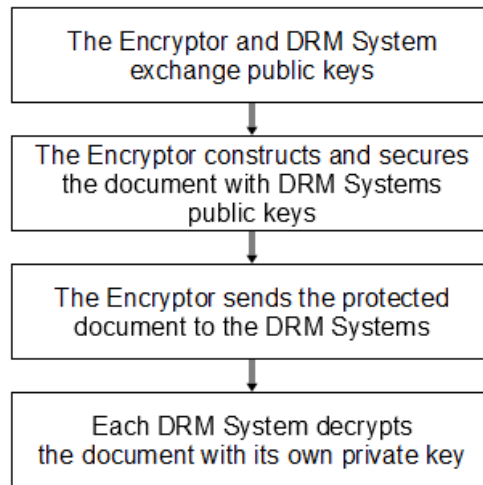 The Encryptor and DRM System
exchange public keys
The Encryptor constructs and secures
the document with DRM Systems
public keys
The Encryptor sends the protected
document to the DRM Systems
Each DRM System decrypts
the document with its own private key